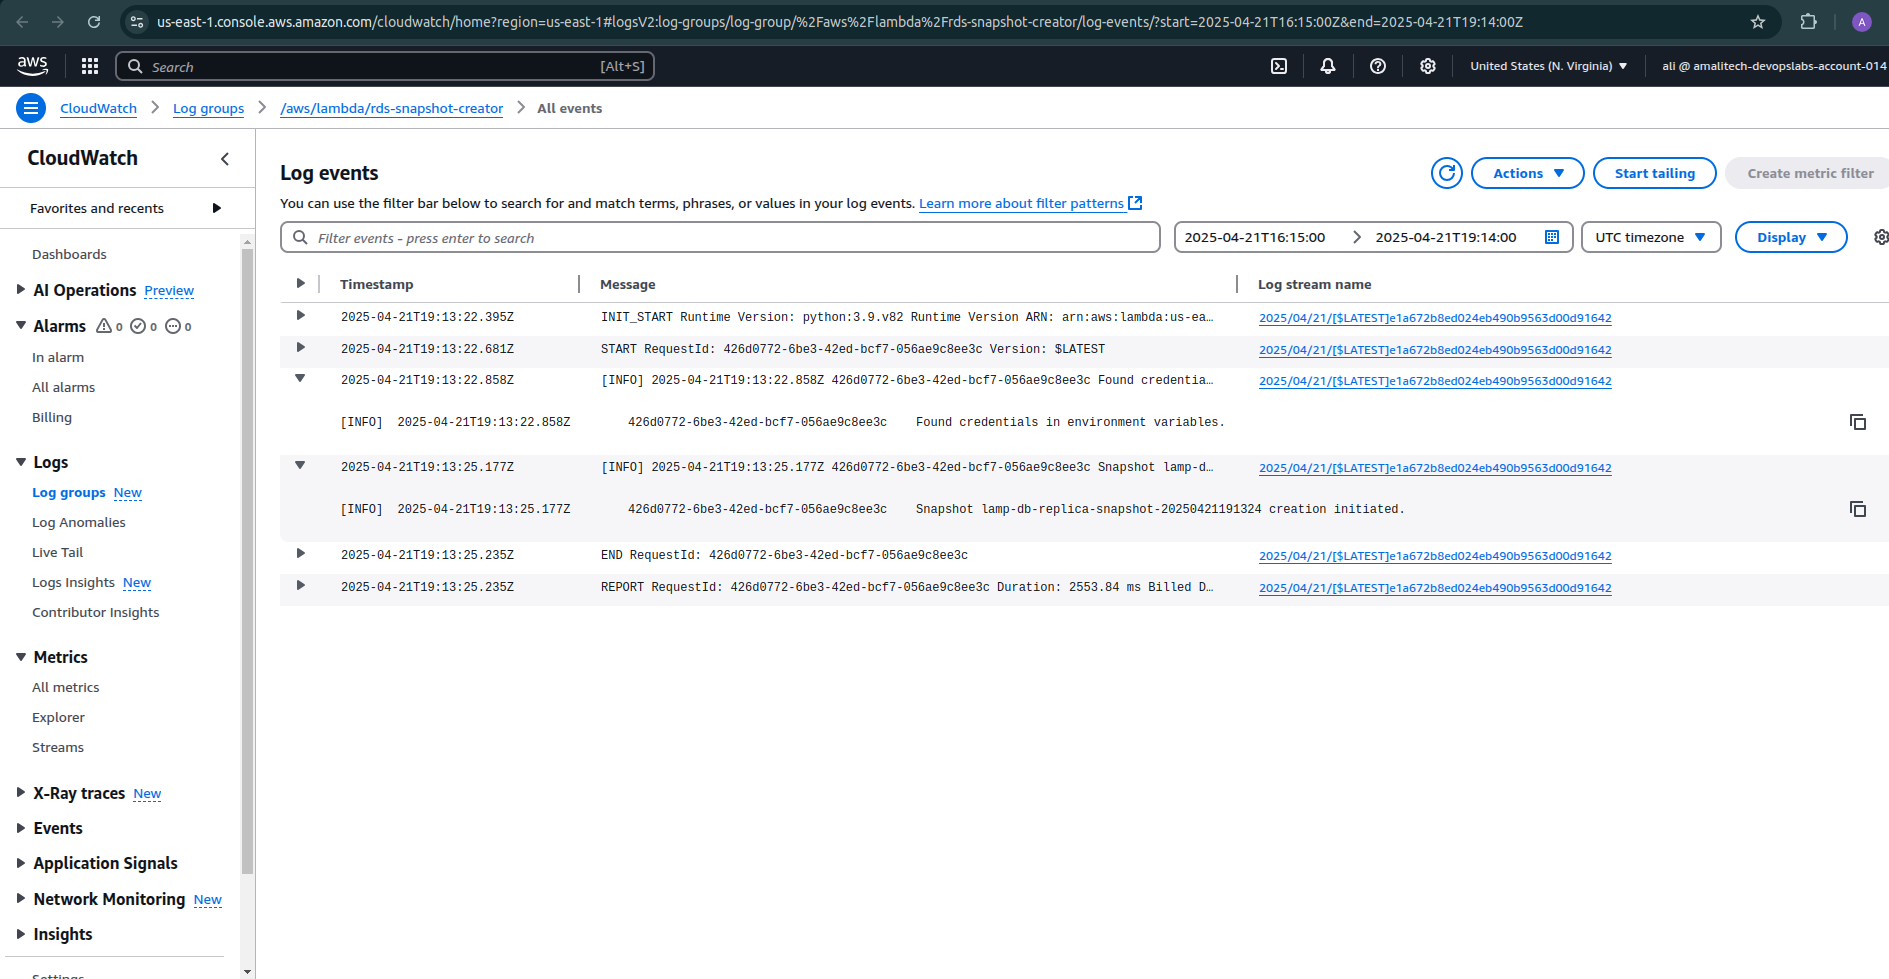 us-east-1.console.aws.amazon.com/cloudwatch/home?region=us-east-1#logsV2:log-groups/log-group/%2Faws%2Flambda%2Frds-snapshot-creator/log-events/?start=2025-04-21T16:15:00Z&end=2025-04-21T19:14:00Z
A
aws
Search
[Alt+S]
United States (N. Virginia)
ali @ amalitech-devopslabs-account-014
CloudWatch
Log groups
/aws/lambda/rds-snapshot-creator
All events
CloudWatch
Favorites and recents
Dashboards
AI Operations Preview
Alarms 0 0 0
In alarm
All alarms
Billing
Logs
Log groups New
Log Anomalies
Live Tail
Logs Insights New
Contributor Insights
Metrics
All metrics
Explorer
Streams
X-Ray traces New
Events
Application Signals
Network Monitoring New
Insights
Settings
Log events
Actions
Start tailing
Create metric filter
You can use the filter bar below to search for and match terms, phrases, or values in your log events. Learn more about filter patterns
Filter events - press enter to search
2025-04-21T16:15:00
2025-04-21T19:14:00
UTC timezone
Display
Timestamp Message Log stream name
2025-04-21T19:13:22.395Z INIT_START Runtime Version: python:3.9.v82 Runtime Version ARN: arn:aws:lambda:us-ea… 2025/04/21/[$LATEST]e1a672b8ed024eb490b9563d00d91642
2025-04-21T19:13:22.681Z START RequestId: 426d0772-6be3-42ed-bcf7-056ae9c8ee3c Version: $LATEST 2025/04/21/[$LATEST]e1a672b8ed024eb490b9563d00d91642
2025-04-21T19:13:22.858Z [INFO] 2025-04-21T19:13:22.858Z 426d0772-6be3-42ed-bcf7-056ae9c8ee3c Found credentia… 2025/04/21/[$LATEST]e1a672b8ed024eb490b9563d00d91642
[INFO] 2025-04-21T19:13:22.858Z 426d0772-6be3-42ed-bcf7-056ae9c8ee3c Found credentials in environment variables.
2025-04-21T19:13:25.177Z [INFO] 2025-04-21T19:13:25.177Z 426d0772-6be3-42ed-bcf7-056ae9c8ee3c Snapshot lamp-d… 2025/04/21/[$LATEST]e1a672b8ed024eb490b9563d00d91642
[INFO] 2025-04-21T19:13:25.177Z 426d0772-6be3-42ed-bcf7-056ae9c8ee3c Snapshot lamp-db-replica-snapshot-20250421191324 creation initiated.
2025-04-21T19:13:25.235Z END RequestId: 426d0772-6be3-42ed-bcf7-056ae9c8ee3c 2025/04/21/[$LATEST]e1a672b8ed024eb490b9563d00d91642
2025-04-21T19:13:25.235Z REPORT RequestId: 426d0772-6be3-42ed-bcf7-056ae9c8ee3c Duration: 2553.84 ms Billed D… 2025/04/21/[$LATEST]e1a672b8ed024eb490b9563d00d91642